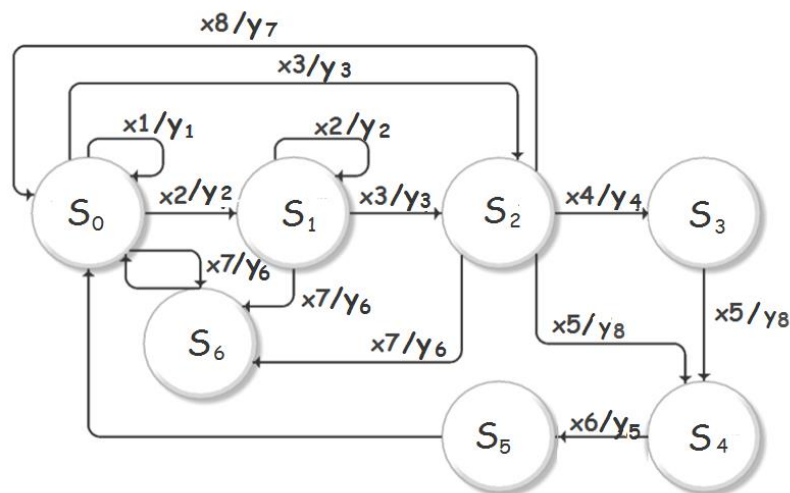 x8/y₇
x3/y₃
x1/y₁
x2/y₂
S₀
x2/y₂
S₁
x3/y₃
S₂
x4/y₄
S₃
x7/y₆
x7/y₆
x5/y₈
S₆
x7/y₆
x5/y₈
S₅
x6/y₅
S₄